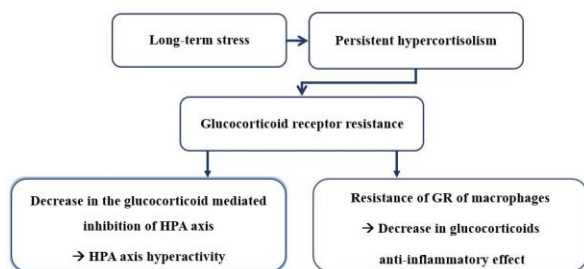 Long-term stress
Persistent hypercortisolism
Glucocorticoid receptor resistance
Decrease in the glucocorticoid mediated
inhibition of HPA axis
→ HPA axis hyperactivity
Resistance of GR of macrophages
→ Decrease in glucocorticoids
anti-inflammatory effect